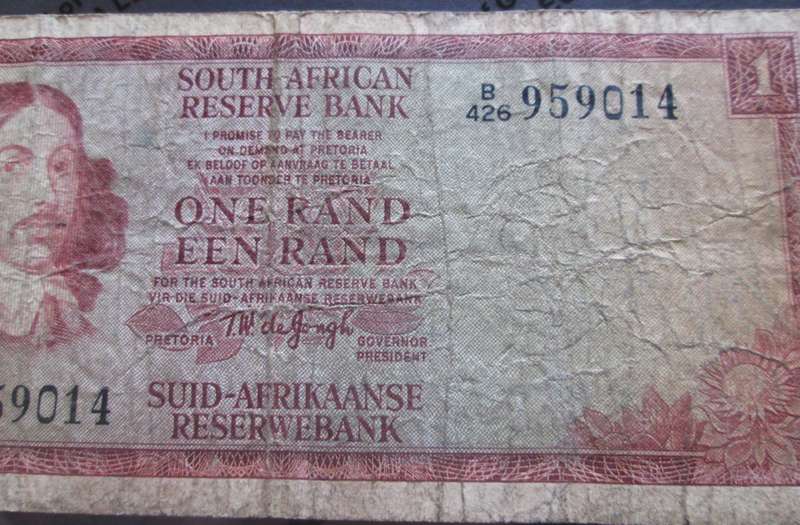 SOUTH AFRICAN
RESERVE BANK
I PROMISE TO PAY THE BEARER
ON DEMAND AT PRETORIA
EK BELOOF OP AANVRAAG TE BETAAL
AAN TOONDER TE PRETORIA
ONE RAND
EEN RAND
FOR THE SOUTH AFRICAN RESERVE BANK
VIR DIE SUID-AFRIKAANSE RESERWEBANK
T.W. de Jongh
PRETORIA
GOVERNOR
PRESIDENT
SUID-AFRIKAANSE
RESERWEBANK
B
426 959014
1
59014